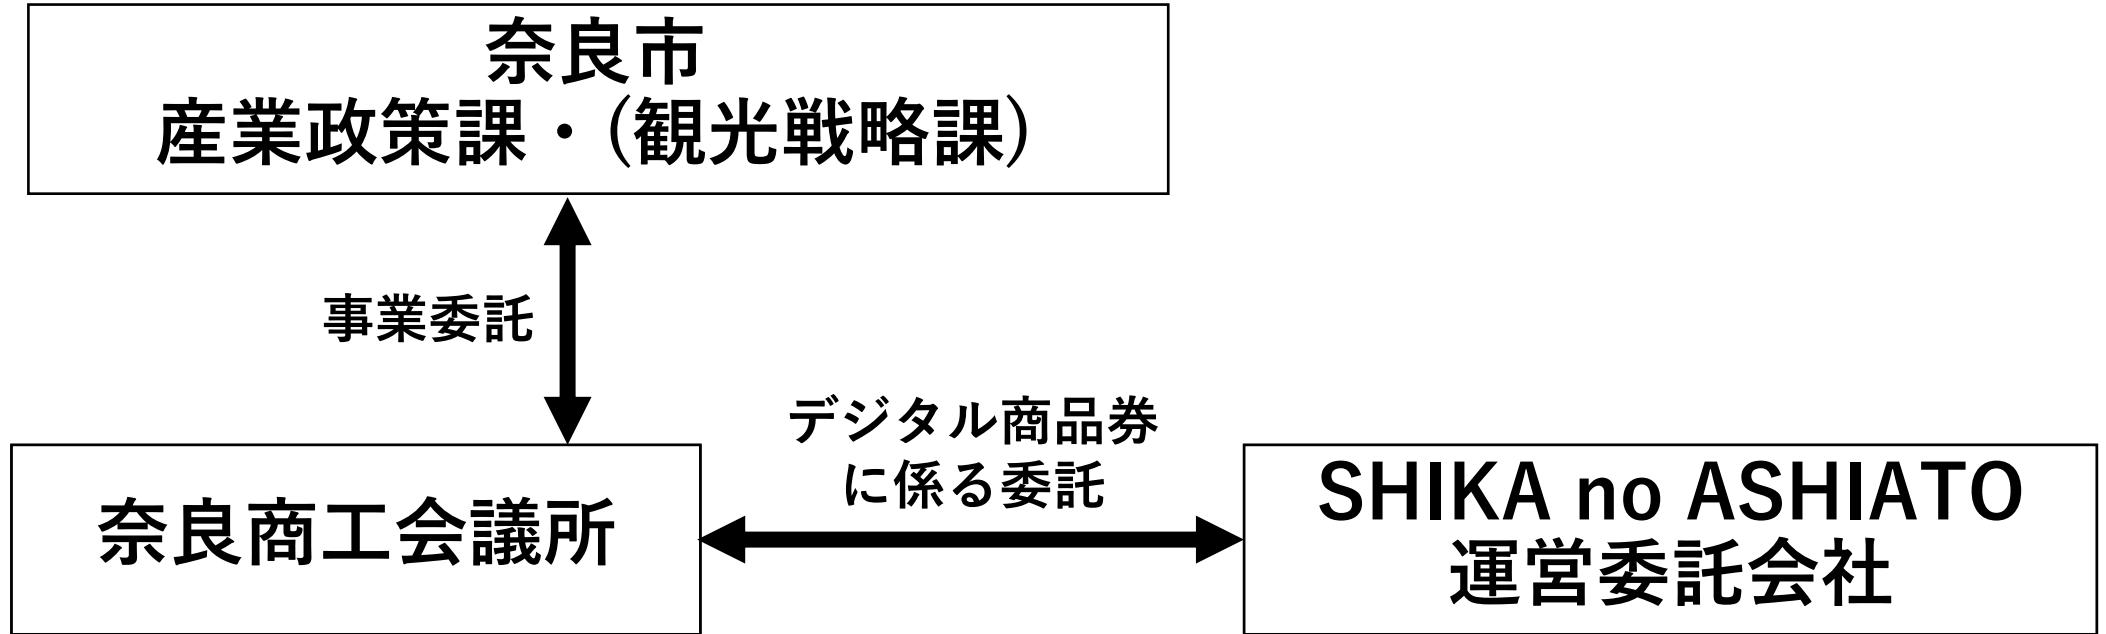 奈良市
産業政策課・(観光戦略課)
事業委託
デジタル商品券
に係る委託
奈良商工会議所
SHIKA no ASHIATO
運営委託会社